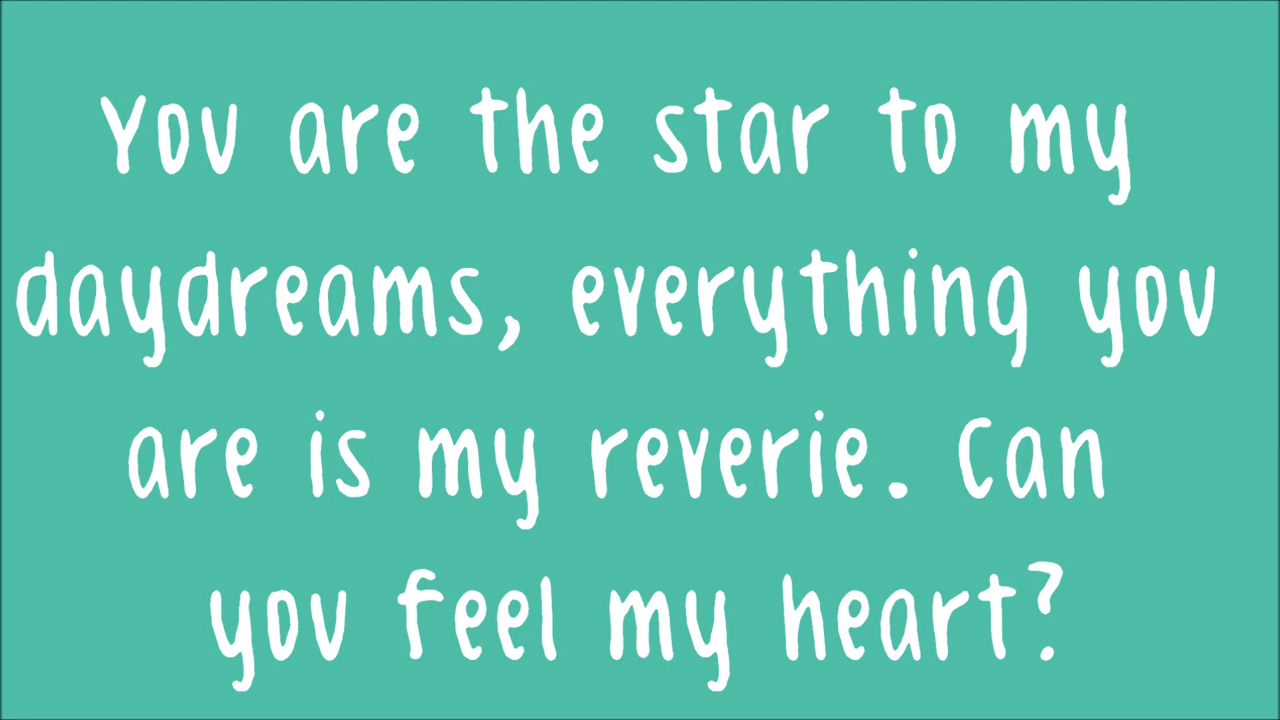 You are the star to my
daydreams, everything you
are is my reverie. Can
you feel my heart?